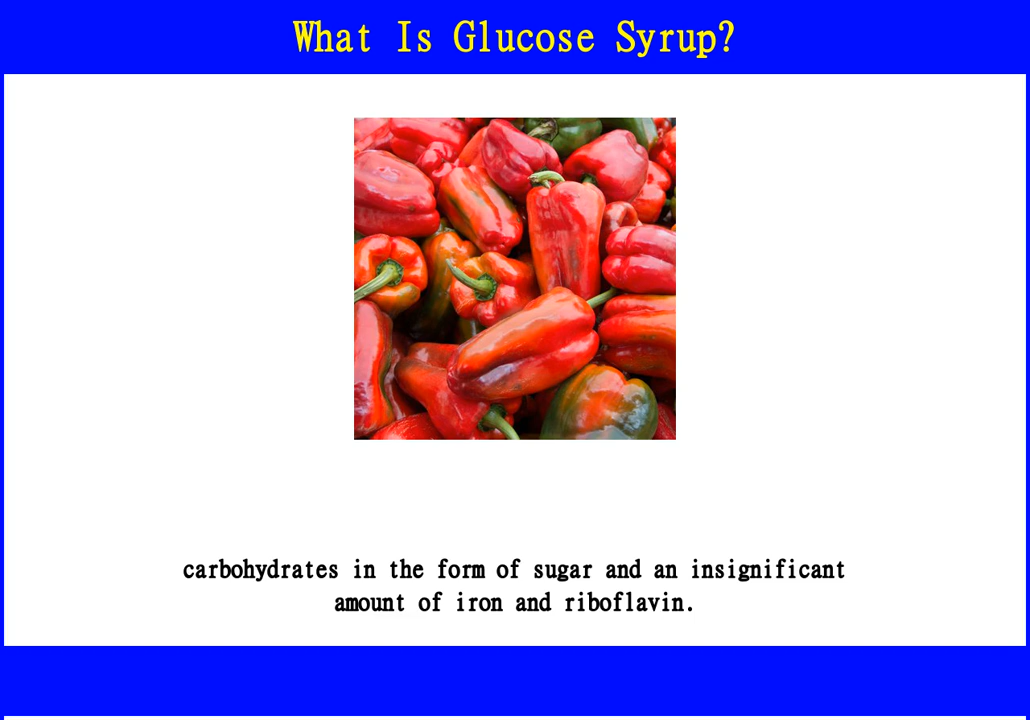 What Is Glucose Syrup?
carbohydrates in the form of sugar and an insignificant
amount of iron and riboflavin.